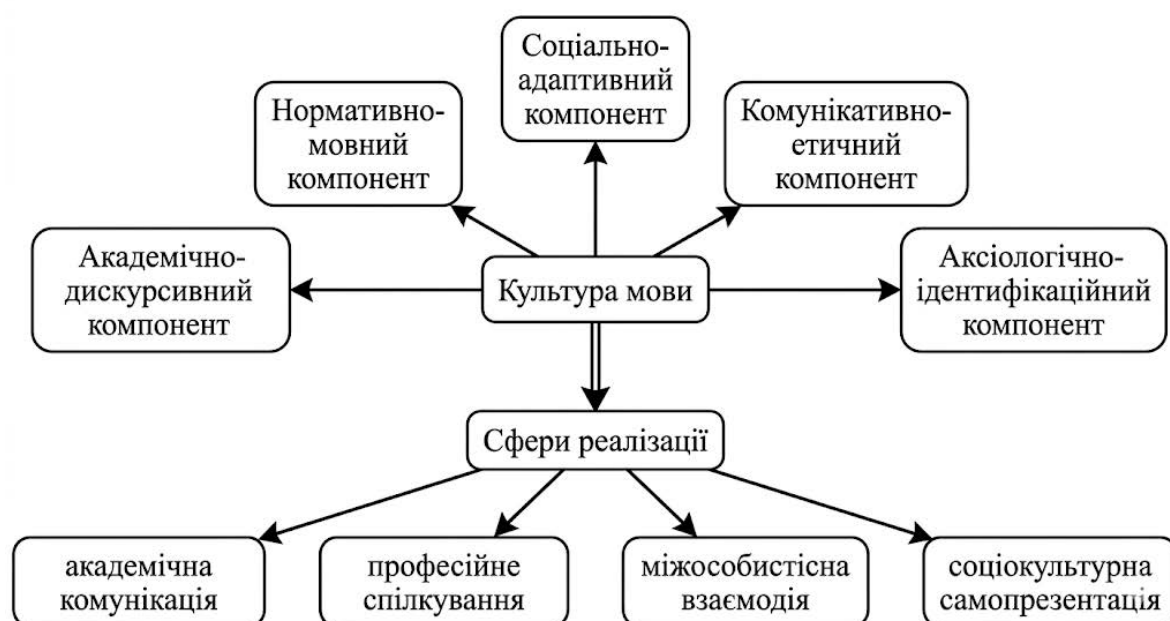 Соціально-
адаптивний
компонент
Нормативно-
мовний
компонент
Комунікативно-
етичний
компонент
Академічно-
дискурсивний
компонент
Культура мови
Аксіологічно-
ідентифікаційний
компонент
Сфери реалізації
академічна
комунікація
професійне
спілкування
міжособистісна
взаємодія
соціокультурна
самопрезентація